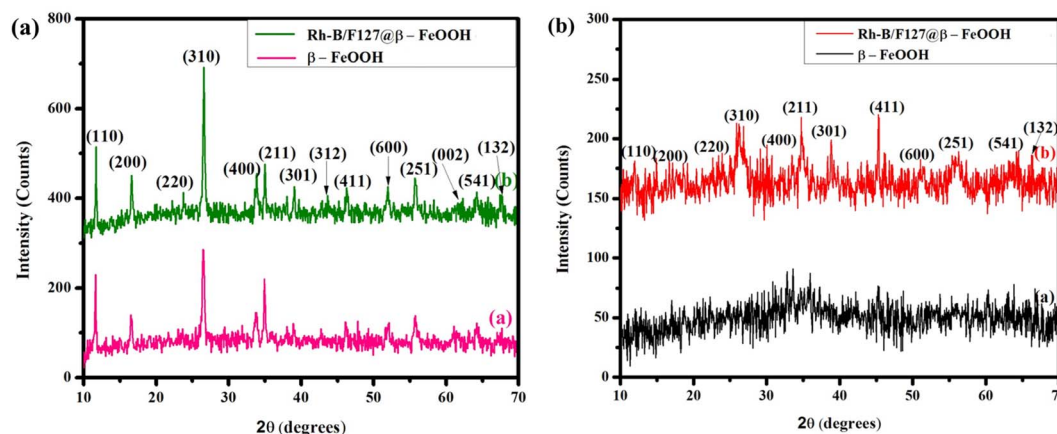 (a)
Rh-B/F127@β – FeOOH
β – FeOOH
(310)
(110)
(200)
(220)
(400)
(211)
(301)
(312)
(411)
(600)
(251)
(002)
(541)
(132)
(b)
(a)
800
600
400
200
0
Intensity (Counts)
10 20 30 40 50 60 70
2θ (degrees)
(b)
Rh-B/F127@β – FeOOH
β – FeOOH
(110)
(200)
(220)
(310)
(400)
(211)
(301)
(411)
(600)
(251)
(541)
(132)
(b)
(a)
300
250
200
150
100
50
0
Intensity (Counts)
10 20 30 40 50 60 70
2θ (degrees)